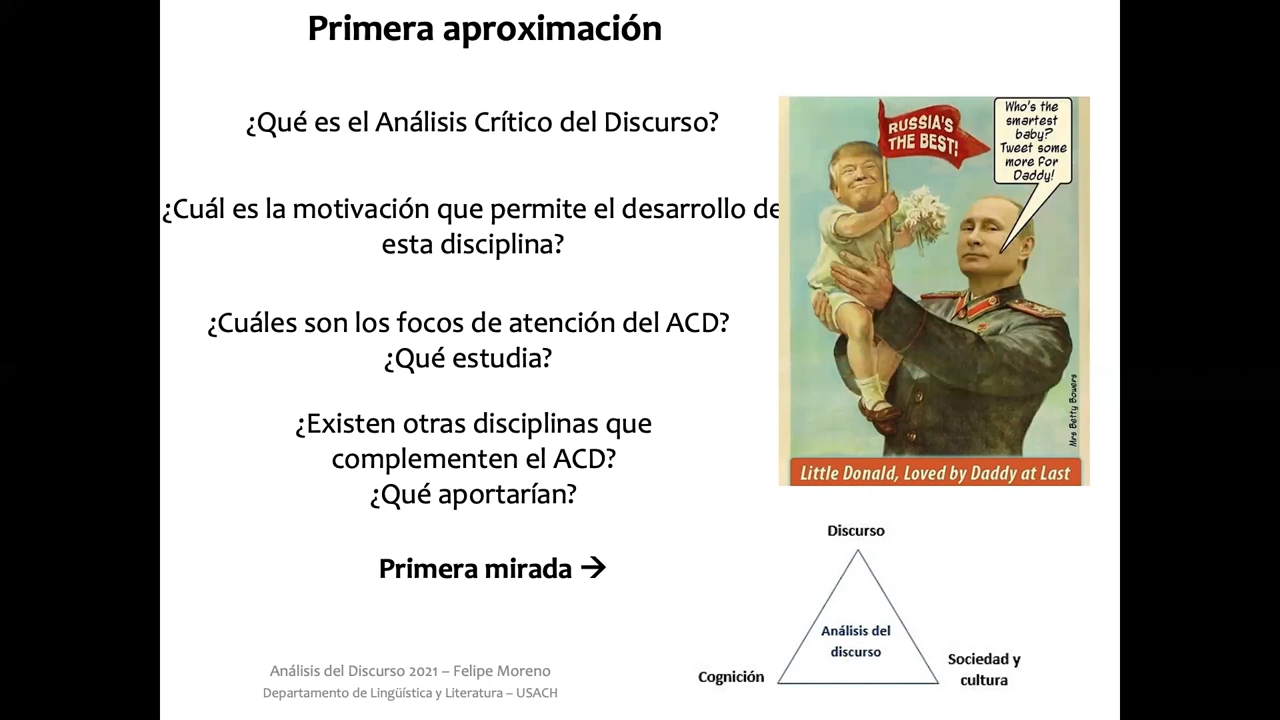 Primera aproximación
¿Qué es el Análisis Crítico del Discurso?
¿Cuál es la motivación que permite el desarrollo de
esta disciplina?
¿Cuáles son los focos de atención del ACD?
¿Qué estudia?
¿Existen otras disciplinas que
complementen el ACD?
¿Qué aportarían?
Primera mirada →
RUSSIA'S
THE BEST!
Who's the
smartest
baby?
Tweet some
more for
Daddy!
Mrs Betty Bowers
Little Donald, Loved by Daddy at Last
Discurso
Análisis del
discurso
Cognición
Sociedad y
cultura
Análisis del Discurso 2021 – Felipe Moreno
Departamento de Lingüística y Literatura – USACH